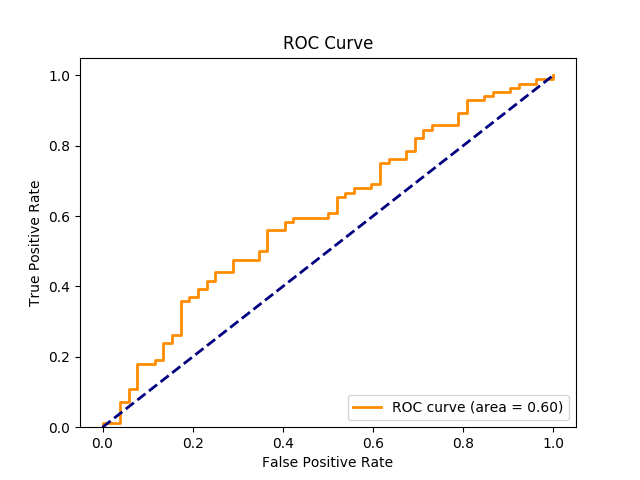 ROC Curve
1.0
0.8
0.6
0.4
0.2
0.0
True Positive Rate
0.0 0.2 0.4 0.6 0.8 1.0
False Positive Rate
ROC curve (area = 0.60)